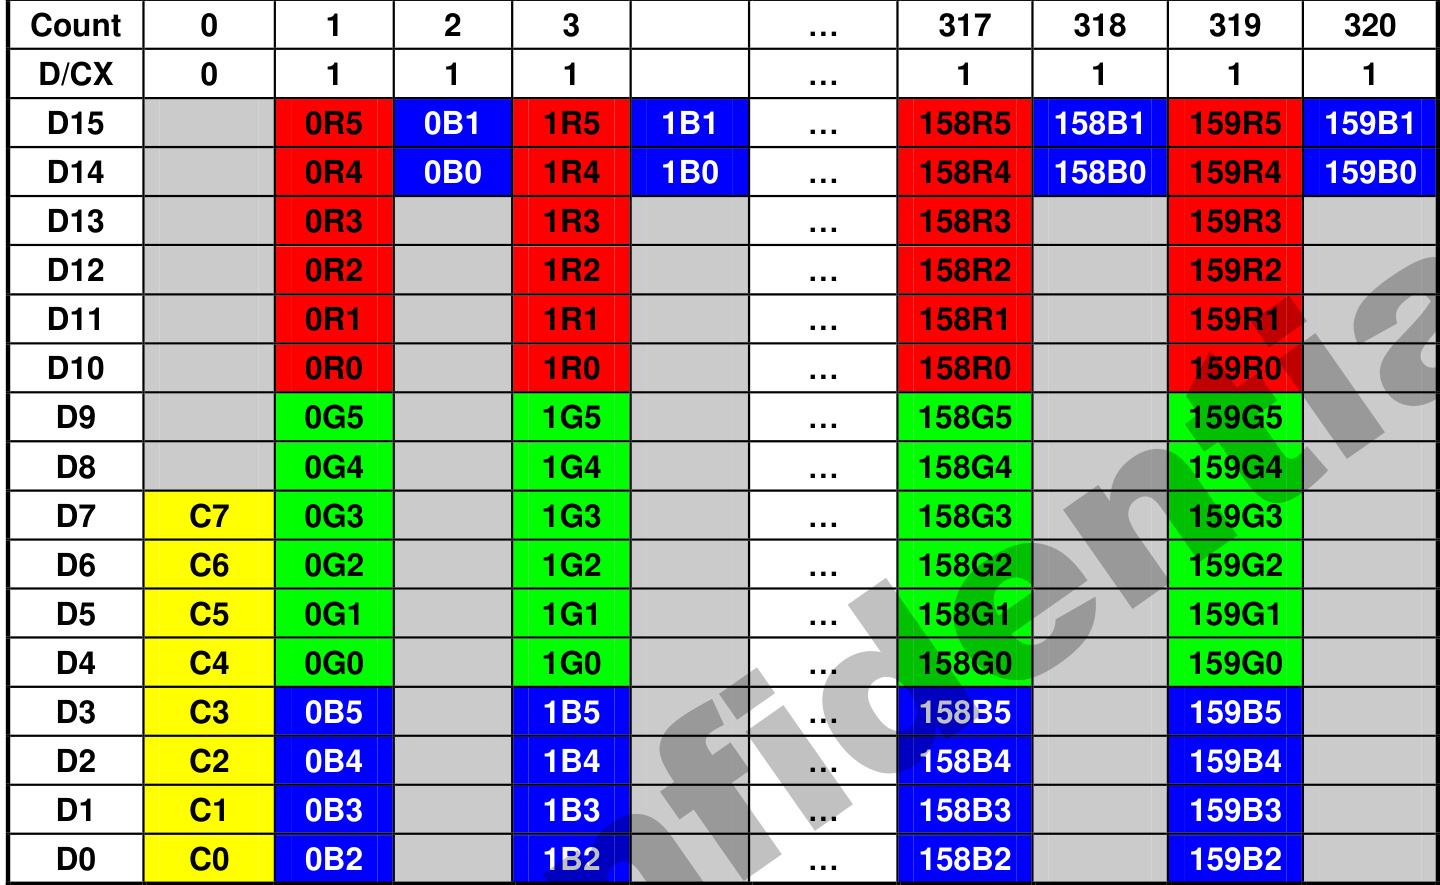 Count 0 1 2 3 ... 317 318 319 320
D/CX 0 1 1 1 ... 1 1 1 1
D15 0R5 0B1 1R5 1B1 ... 158R5 158B1 159R5 159B1
D14 0R4 0B0 1R4 1B0 ... 158R4 158B0 159R4 159B0
D13 0R3 1R3 ... 158R3 159R3
D12 0R2 1R2 ... 158R2 159R2
D11 0R1 1R1 ... 158R1 159R1
D10 0R0 1R0 ... 158R0 159R0
D9 0G5 1G5 ... 158G5 159G5
D8 0G4 1G4 ... 158G4 159G4
D7 C7 0G3 1G3 ... 158G3 159G3
D6 C6 0G2 1G2 ... 158G2 159G2
D5 C5 0G1 1G1 ... 158G1 159G1
D4 C4 0G0 1G0 ... 158G0 159G0
D3 C3 0B5 1B5 ... 158B5 159B5
D2 C2 0B4 1B4 ... 158B4 159B4
D1 C1 0B3 1B3 ... 158B3 159B3
D0 C0 0B2 1B2 ... 158B2 159B2
nfidentia